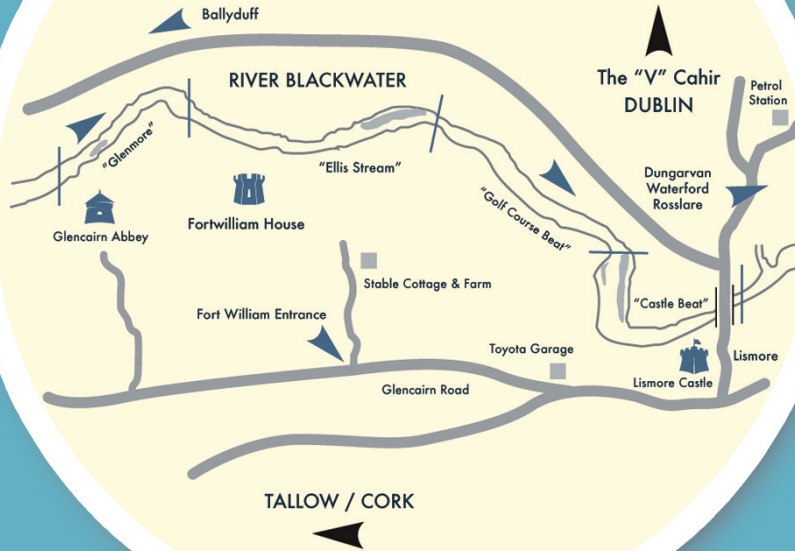 Ballyduff
RIVER BLACKWATER
The "V" Cahir
DUBLIN
Petrol
Station
"Glenmore"
"Ellis Stream"
Dungarvan
Waterford
Rosslare
"Golf Course Beat"
Glencairn Abbey
Fortwilliam House
Stable Cottage & Farm
"Castle Beat"
Fort William Entrance
Toyota Garage
Lismore
Lismore Castle
Glencairn Road
TALLOW / CORK